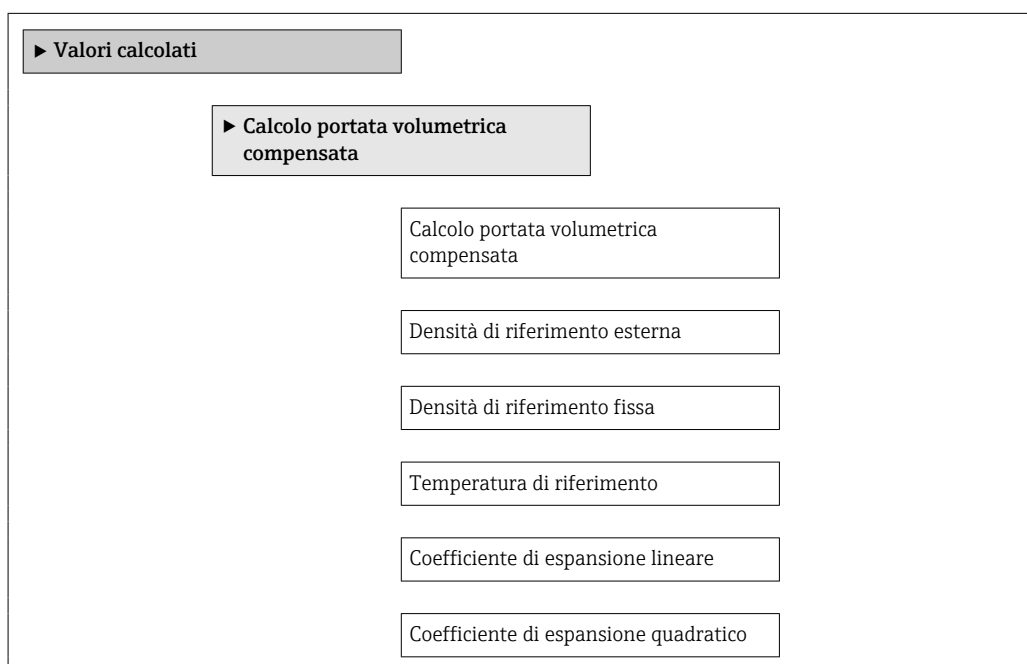 ▶ Valori calcolati
▶ Calcolo portata volumetrica
compensata
Calcolo portata volumetrica
compensata
Densità di riferimento esterna
Densità di riferimento fissa
Temperatura di riferimento
Coefficiente di espansione lineare
Coefficiente di espansione quadratico